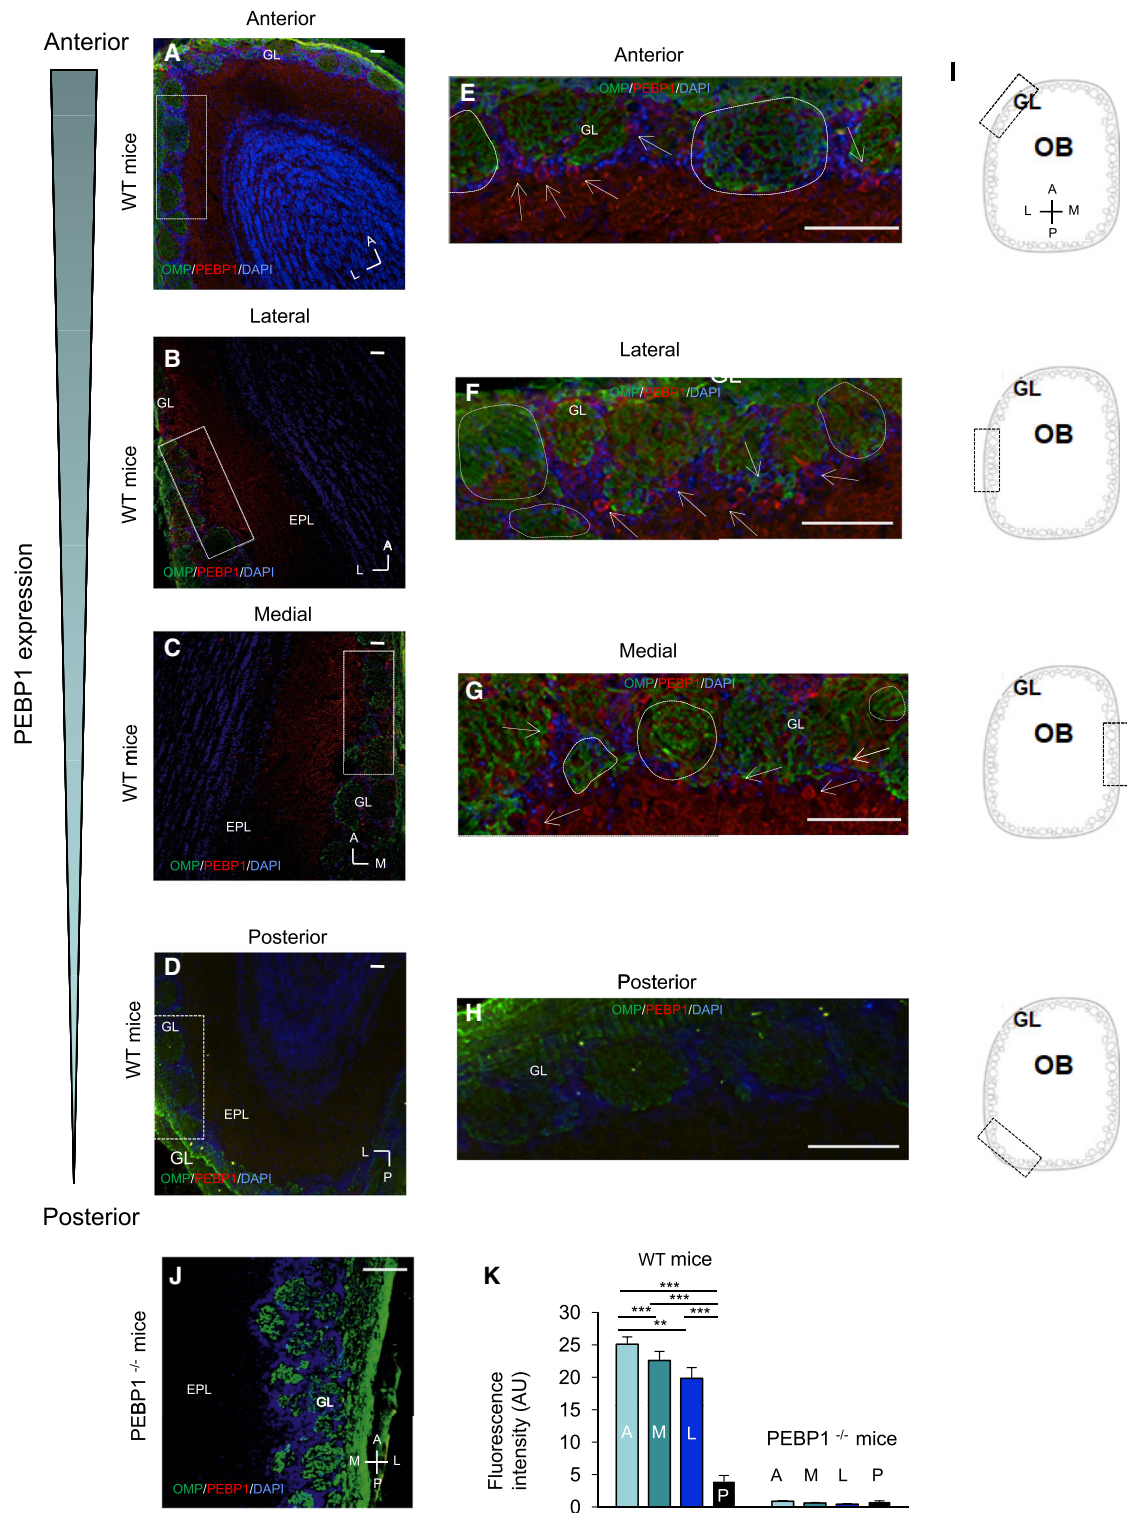 Anterior
PEBP1 expression
Posterior
Anterior
WT mice
A
GL
OMP/PEBP1/DAPI
A
L
Lateral
WT mice
B
GL
EPL
OMP/PEBP1/DAPI
A
L
Medial
WT mice
C
GL
EPL
A
M
OMP/PEBP1/DAPI
Posterior
WT mice
D
GL
EPL
GL
L
P
OMP/PEBP1/DAPI
Anterior
E
OMP/PEBP1/DAPI
GL
Lateral
F
GL
OMP/PEBP1/DAPI
GL
Medial
G
OMP/PEBP1/DAPI
GL
Posterior
H
OMP/PEBP1/DAPI
GL
I
GL
OB
A
L M
P
GL
OB
GL
OB
GL
OB
PEBP1 -/- mice
J
EPL
GL
A
M L
P
OMP/PEBP1/DAPI
K
WT mice
***
***
*** ***
**
Fluorescence
intensity (AU)
30
25
20
15
10
5
0
A M L P
PEBP1 -/- mice
A M L P